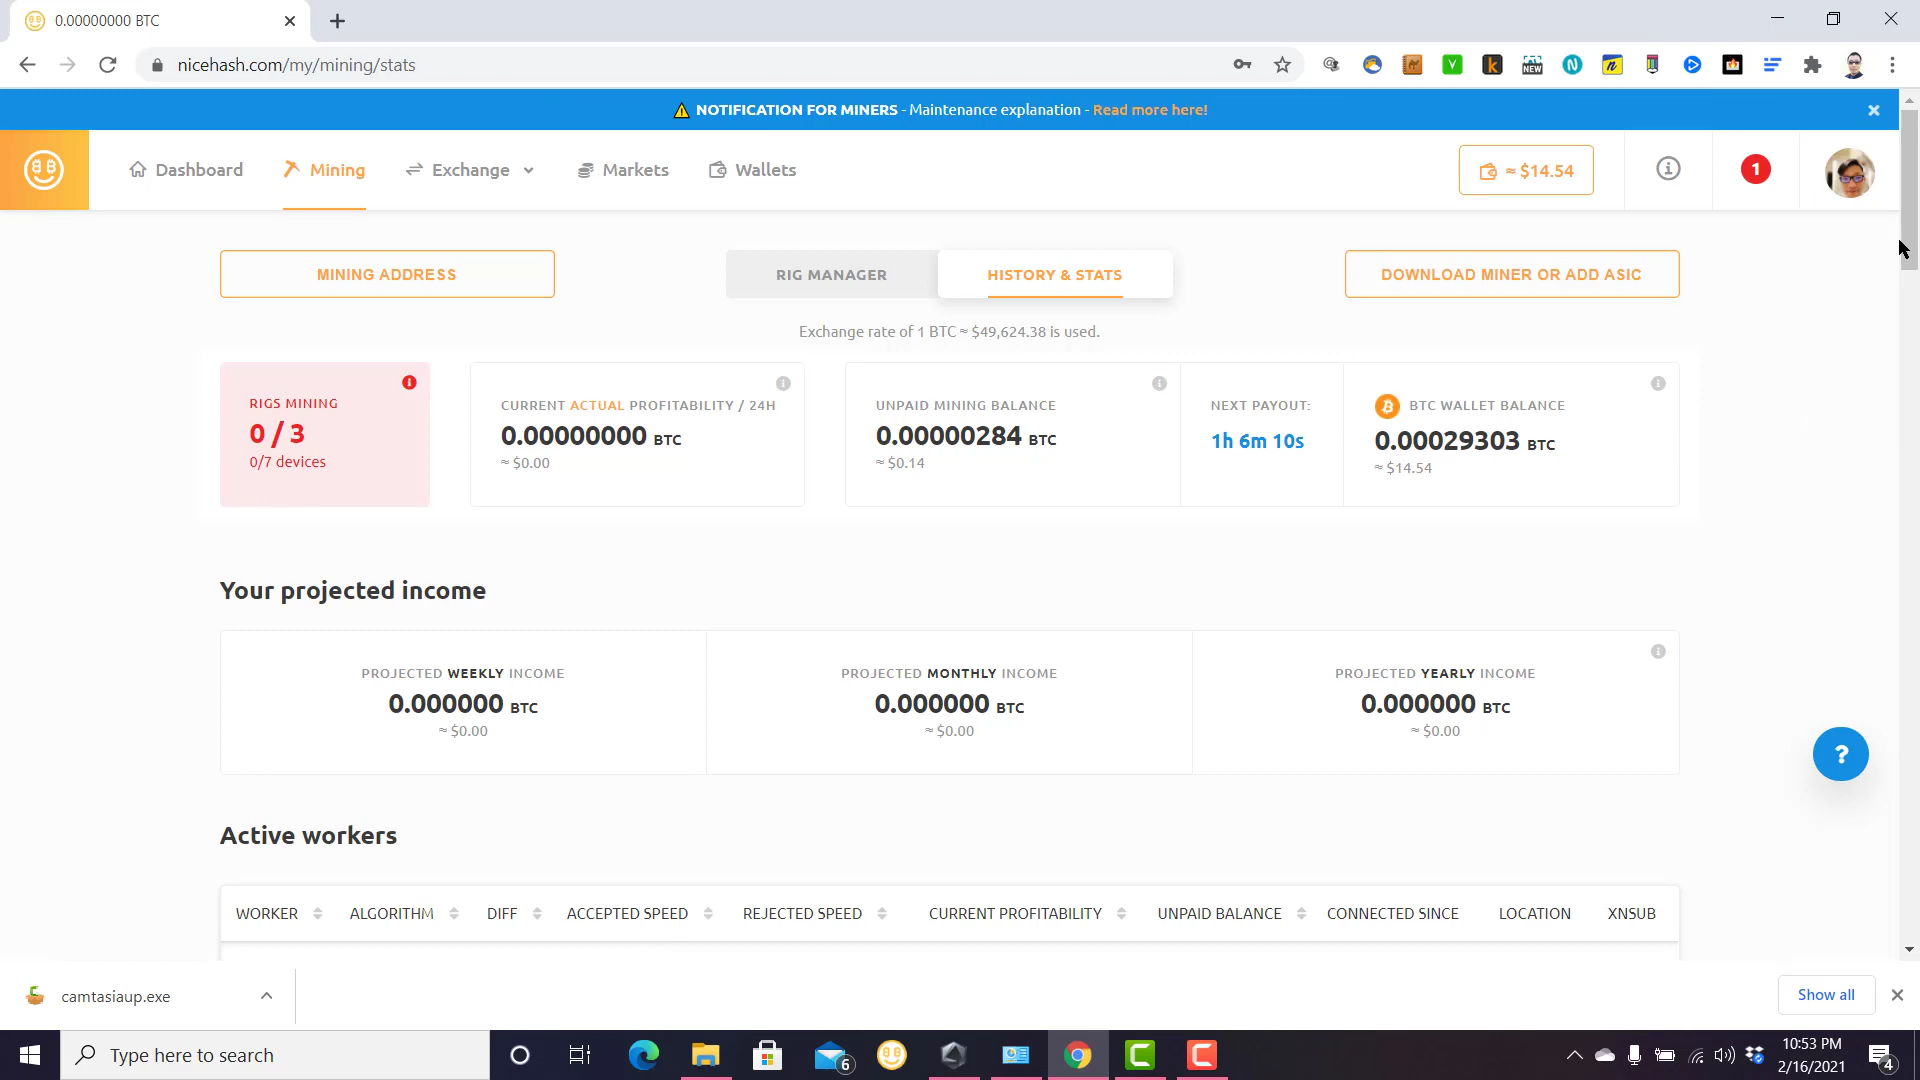 0.00000000 BTC
nicehash.com/my/mining/stats
NOTIFICATION FOR MINERS - Maintenance explanation - Read more here!
Dashboard
Mining
Exchange
Markets
Wallets
≈ $14.54
1
MINING ADDRESS
RIG MANAGER
HISTORY & STATS
DOWNLOAD MINER OR ADD ASIC
Exchange rate of 1 BTC ≈ $49,624.38 is used.
RIGS MINING
0 / 3
0/7 devices
CURRENT ACTUAL PROFITABILITY / 24H
0.00000000 BTC
≈ $0.00
UNPAID MINING BALANCE
0.00000284 BTC
≈ $0.14
NEXT PAYOUT:
1h 6m 10s
BTC WALLET BALANCE
0.00029303 BTC
≈ $14.54
Your projected income
PROJECTED WEEKLY INCOME
0.000000 BTC
≈ $0.00
PROJECTED MONTHLY INCOME
0.000000 BTC
≈ $0.00
PROJECTED YEARLY INCOME
0.000000 BTC
≈ $0.00
?
Active workers
WORKER ALGORITHM DIFF ACCEPTED SPEED REJECTED SPEED CURRENT PROFITABILITY UNPAID BALANCE CONNECTED SINCE LOCATION XNSUB
camtasiaup.exe
Show all
Type here to search
6
10:53 PM
2/16/2021
4